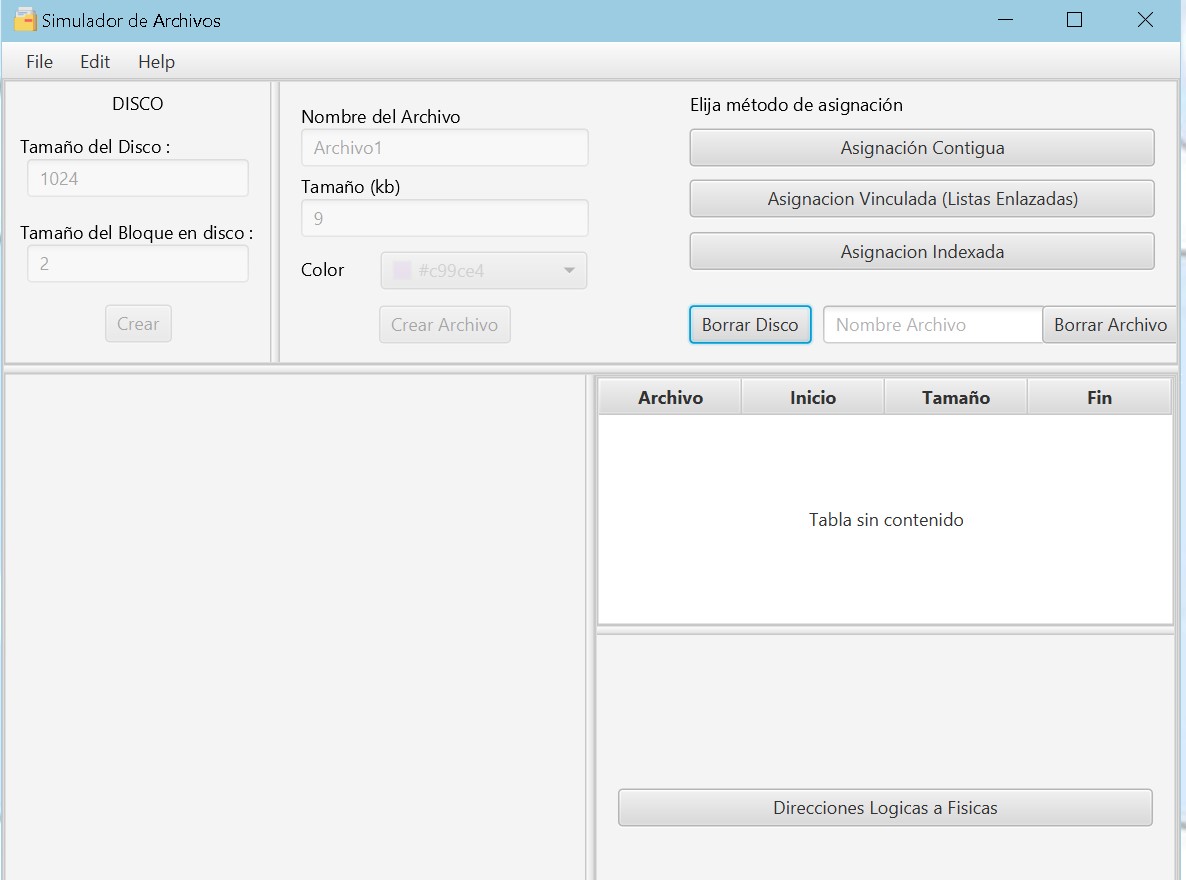 Simulador de Archivos
File Edit Help
DISCO
Tamaño del Disco :
1024
Tamaño del Bloque en disco :
2
Crear
Nombre del Archivo
Archivo1
Tamaño (kb)
9
Color #c99ce4
Crear Archivo
Elija método de asignación
Asignación Contigua
Asignacion Vinculada (Listas Enlazadas)
Asignacion Indexada
Borrar Disco Nombre Archivo Borrar Archivo
Archivo Inicio Tamaño Fin
Tabla sin contenido
Direcciones Logicas a Fisicas